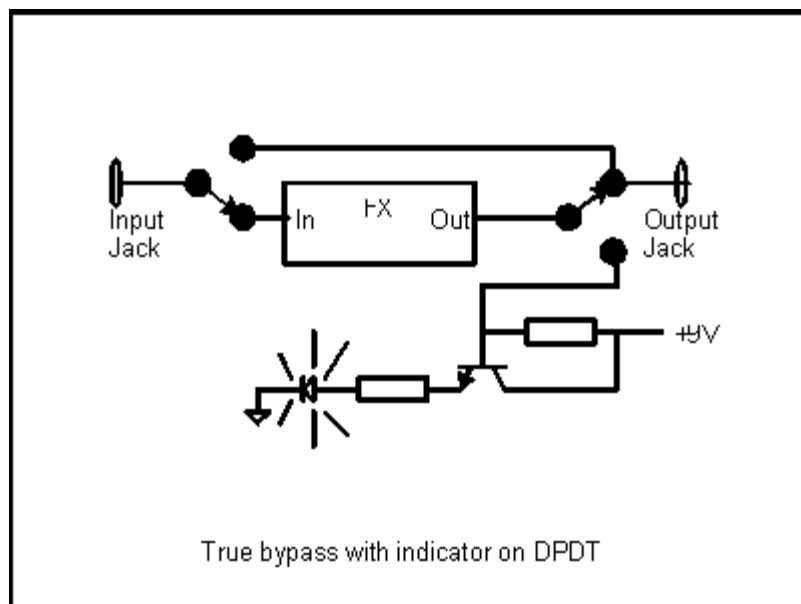 Input
Jack
In
FX
Out
Output
Jack
+9V
True bypass with indicator on DPDT